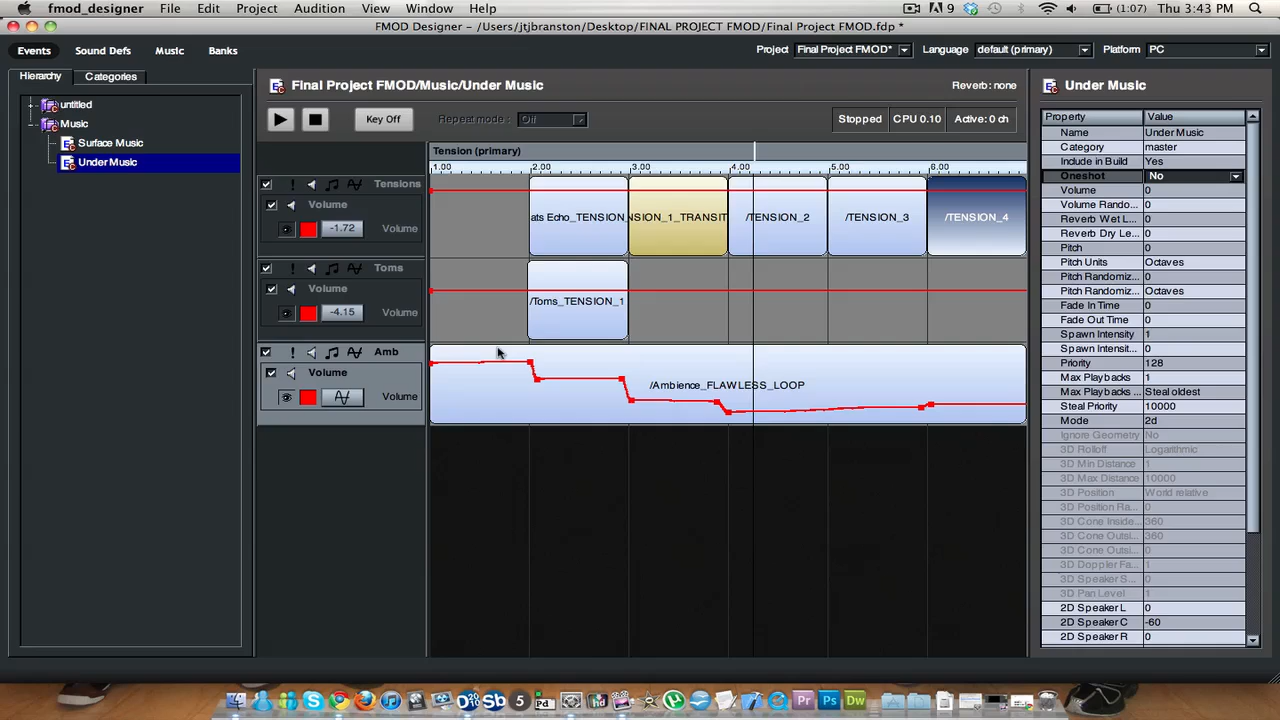 fmod_designer File Edit Project Audition View Window Help 9 (1:07) Thu 3:43 PM
FMOD Designer – /Users/jtjbranston/Desktop/FINAL PROJECT FMOD/Final Project FMOD.fdp *
Events Sound Defs Music Banks Project Final Project FMOD* Language default (primary) Platform PC
Hierarchy Categories
untitled
Music
Surface Music
Under Music
Final Project FMOD/Music/Under Music Reverb: none
Key Off Repeat mode : Off Stopped CPU 0.10 Active: 0 ch
Tension (primary)
1.00 2.00 3.00 4.00 5.00 6.00
Tensions
Volume
-1.72 Volume
ats Echo_TENSION_ NSION_1_TRANSIT /TENSION_2 /TENSION_3 /TENSION_4
Toms
Volume
-4.15 Volume
/Toms_TENSION_1
Amb
Volume
Volume
/Ambience_FLAWLESS_LOOP
Under Music
Property Value
Name Under Music
Category master
Include in Build Yes
Oneshot No
Volume 0
Volume Rando... 0
Reverb Wet L... 0
Reverb Dry Le... 0
Pitch 0
Pitch Units Octaves
Pitch Randomiz... 0
Pitch Randomiz... Octaves
Fade In Time 0
Fade Out Time 0
Spawn Intensity 1
Spawn Intensit... 0
Priority 128
Max Playbacks 1
Max Playbacks ... Steal oldest
Steal Priority 10000
Mode 2d
Ignore Geometry No
3D Rolloff Logarithmic
3D Min Distance 1
3D Max Distance 10000
3D Position World relative
3D Position Ra... 0
3D Cone Inside... 360
3D Cone Outsi... 360
3D Cone Outsi... 0
3D Doppler Fa... 1
3D Speaker S... 0
3D Pan Level 1
2D Speaker L 0
2D Speaker C -60
2D Speaker R 0
Sb 5 Pd Pr Ps Dw